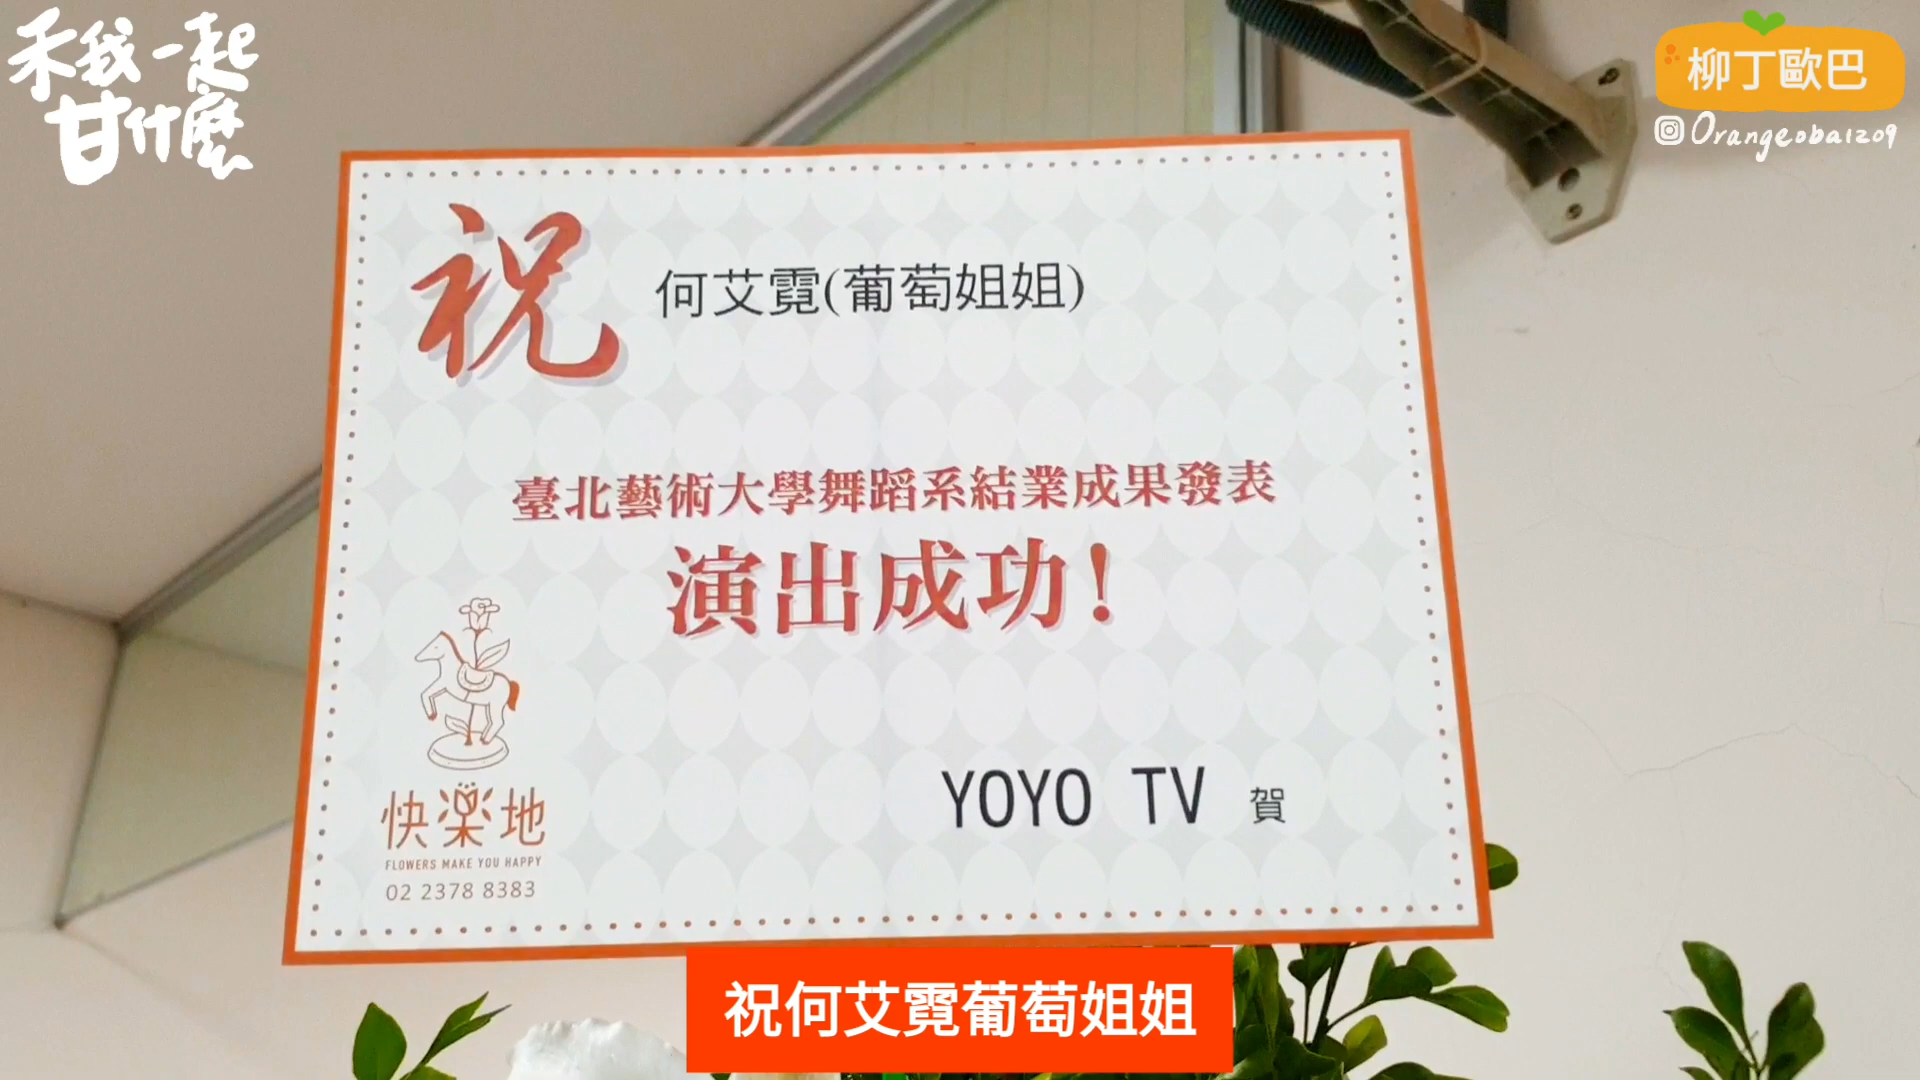 禾我一起
甘什麼
柳丁歐巴
Orangeoba1209
祝
何艾霓(葡萄姐姐)
臺北藝術大學舞蹈系結業成果發表
演出成功!
YOYO TV 賀
快樂地
FLOWERS MAKE YOU HAPPY
02 2378 8383
祝何艾霓葡萄姐姐